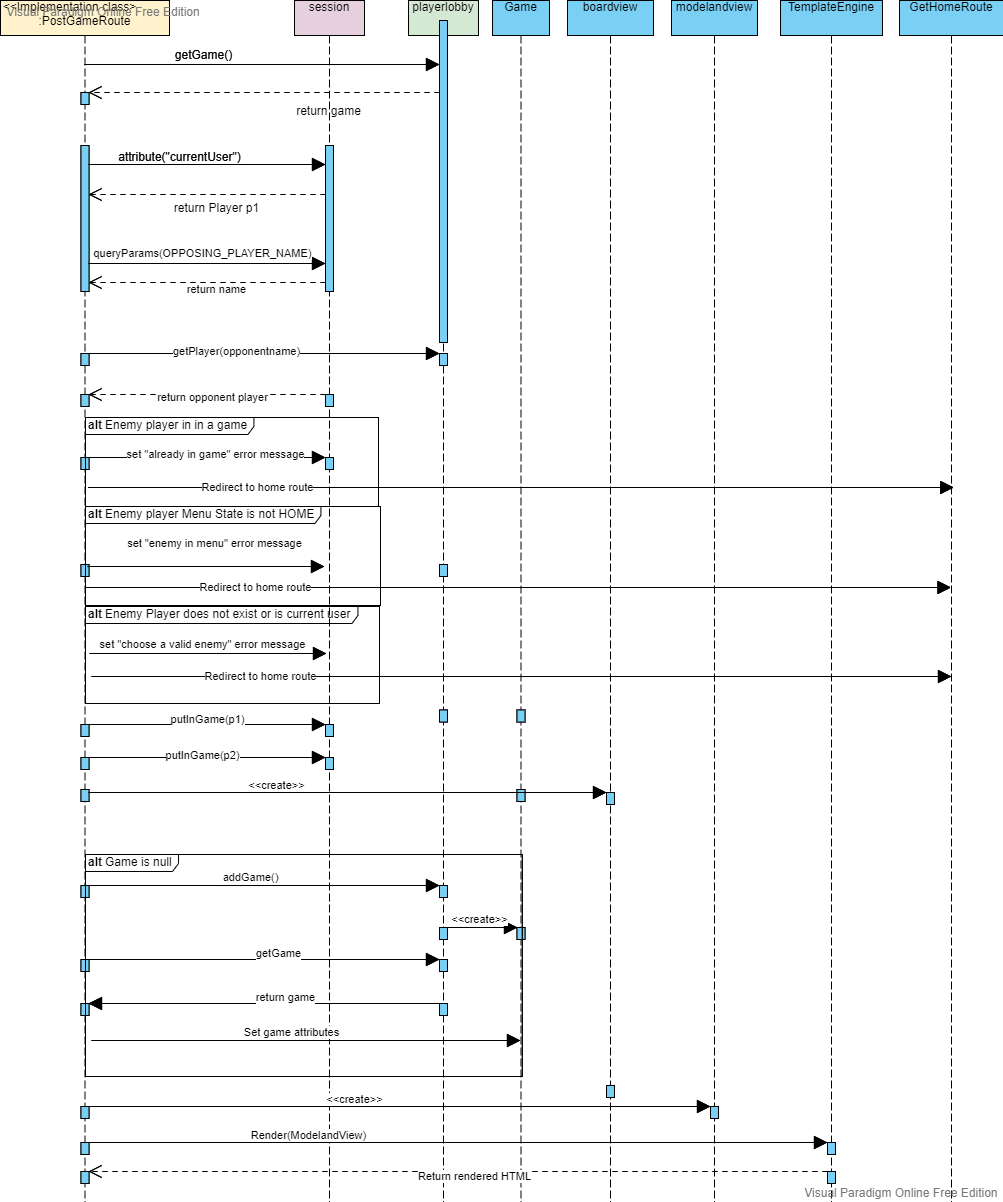 <<Implementation class>>
Visual Paradigm Online Free Edition
:PostGameRoute
session
playerlobby
Game
boardview
modelandview
TemplateEngine
GetHomeRoute
getGame()
return game
attribute("currentUser")
return Player p1
queryParams(OPPOSING_PLAYER_NAME)
return name
getPlayer(opponentname)
return opponent player
alt Enemy player in in a game
set "already in game" error message
Redirect to home route
alt Enemy player Menu State is not HOME
set "enemy in menu" error message
Redirect to home route
alt Enemy Player does not exist or is current user
set "choose a valid enemy" error message
Redirect to home route
putInGame(p1)
putInGame(p2)
<<create>>
alt Game is null
addGame()
<<create>>
getGame
return game
Set game attributes
<<create>>
Render(ModelandView)
Return rendered HTML
Visual Paradigm Online Free Edition